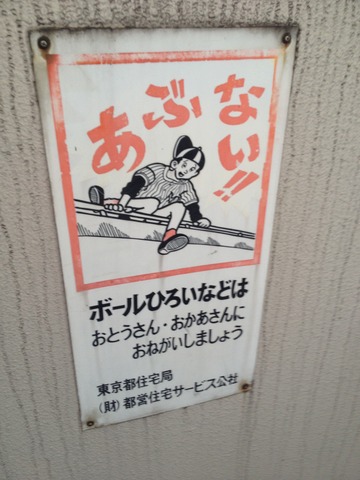 あぶない!!
ボールひろいなどは
おとうさん・おかあさんに
おねがいしましょう
東京都住宅局
(財)都営住宅サービス公社